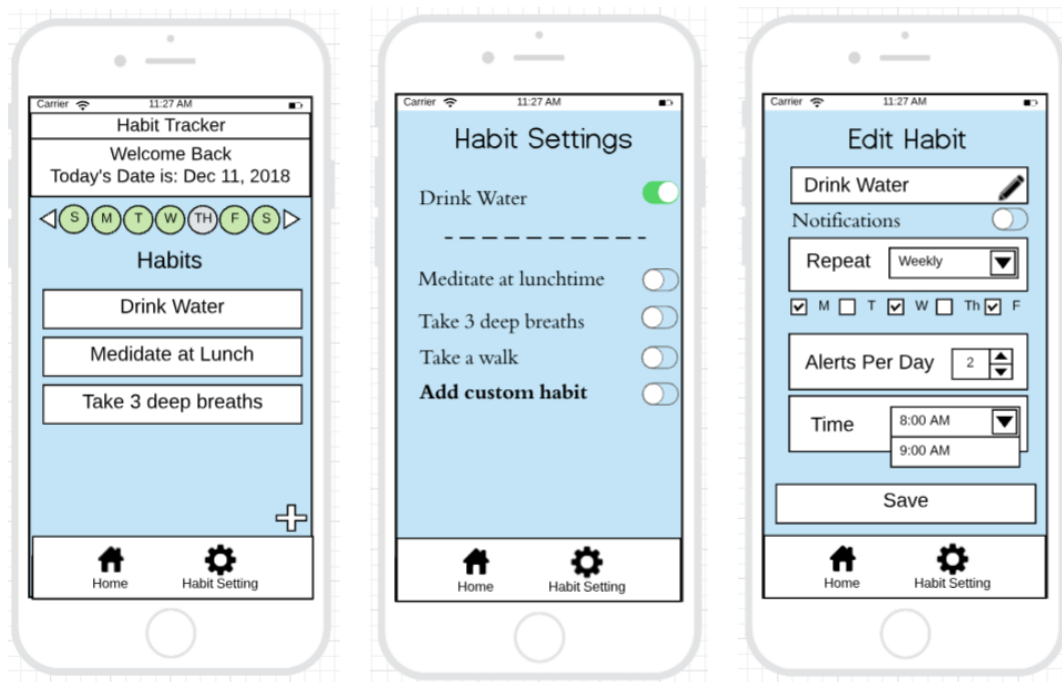 Carrier 11:27 AM
Habit Tracker
Welcome Back
Today's Date is: Dec 11, 2018
S M T W TH F S
Habits
Drink Water
Medidate at Lunch
Take 3 deep breaths
Home Habit Setting
Carrier 11:27 AM
Habit Settings
Drink Water
Meditate at lunchtime
Take 3 deep breaths
Take a walk
Add custom habit
Home Habit Setting
Carrier 11:27 AM
Edit Habit
Drink Water
Notifications
Repeat Weekly
M T W Th F
Alerts Per Day 2
Time 8:00 AM
9:00 AM
Save
Home Habit Setting